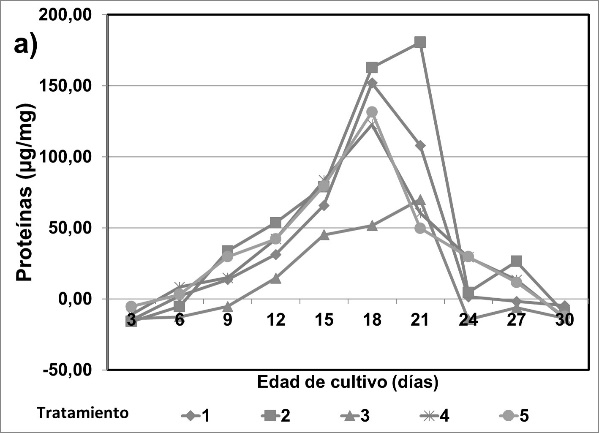 a)
200,00
150,00
100,00
50,00
0,00
-50,00
Proteínas (µg/mg)
3 6 9 12 15 18 21 24 27 30
Edad de cultivo (días)
Tratamiento 1 2 3 4 5